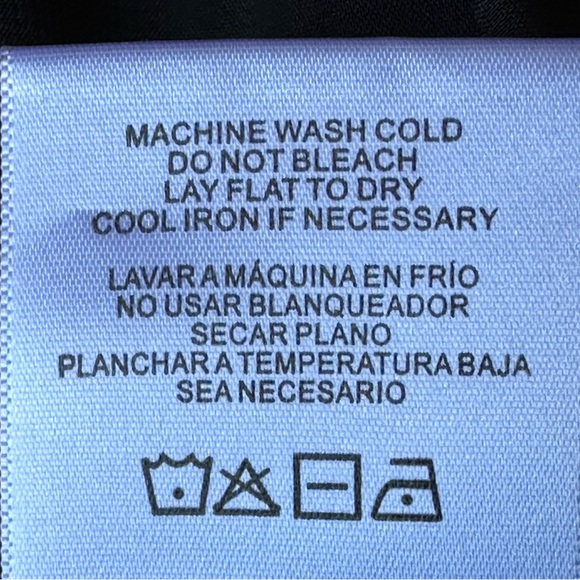 MACHINE WASH COLD
DO NOT BLEACH
LAY FLAT TO DRY
COOL IRON IF NECESSARY
LAVAR A MÁQUINA EN FRÍO
NO USAR BLANQUEADOR
SECAR PLANO
PLANCHAR A TEMPERATURA BAJA
SEA NECESARIO